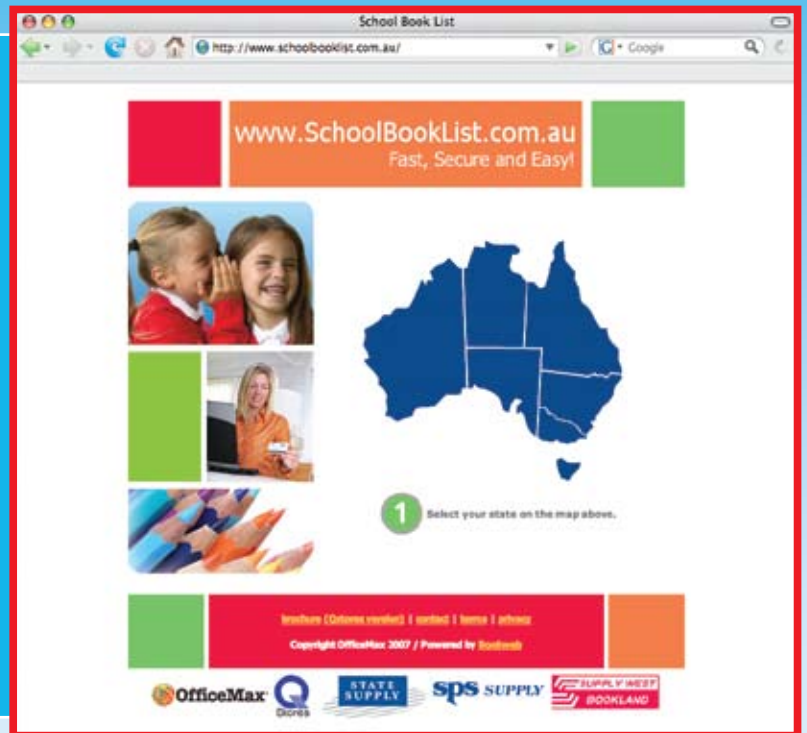 School Book List
http://www.schoolbooklist.com.au/
Google
www.SchoolBookList.com.au
Fast, Secure and Easy!
1 Select your state on the map above.
brochure (Qstores version) | contact | terms | privacy
Copyright OfficeMax 2007 / Powered by Bookweb
OfficeMax Q Stores STATE SUPPLY sps SUPPLY SUPPLY WEST BOOKLAND